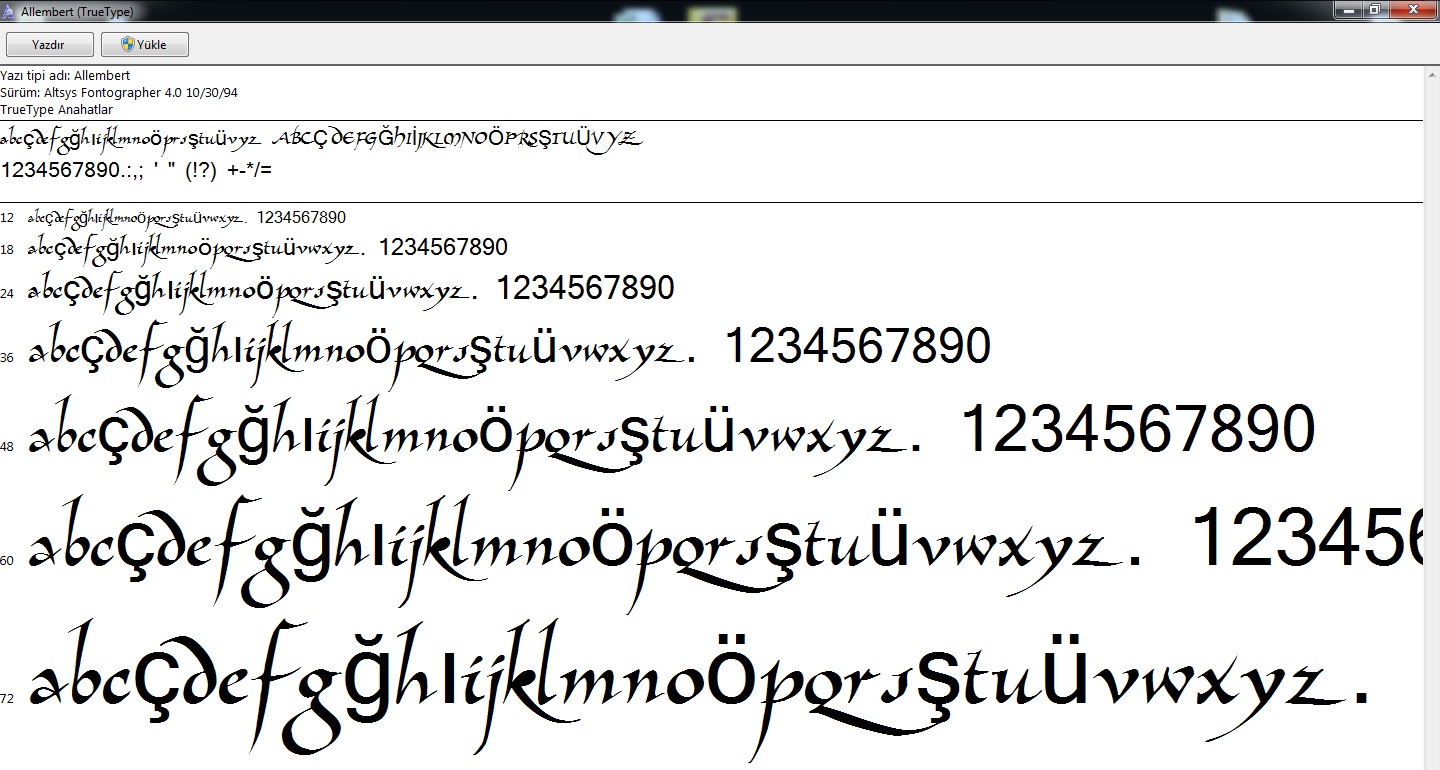 Allembert (TrueType)
Yazdır Yükle
Yazı tipi adı: Allembert
Sürüm: Altsys Fontographer 4.0 10/30/94
TrueType Anahatlar
abcçdefgğhıijklmnoöprsştuüvyz ABCÇDEFGĞHIİJKLMNOÖPRSŞTUÜVYZ
1234567890.:,; ' " (!?) +-*/=
12 abcçdefgğhıijklmnoöpqrsştuüvwxyz. 1234567890
18 abcçdefgğhıijklmnoöpqrsştuüvwxyz. 1234567890
24 abcçdefgğhıijklmnoöpqrsştuüvwxyz. 1234567890
36 abcçdefgğhıijklmnoöpqrsştuüvwxyz. 1234567890
48 abcçdefgğhıijklmnoöpqrsştuüvwxyz. 1234567890
60 abcçdefgğhıijklmnoöpqrsştuüvwxyz. 123456
72 abcçdefgğhıijklmnoöpqrsştuüvwxyz.